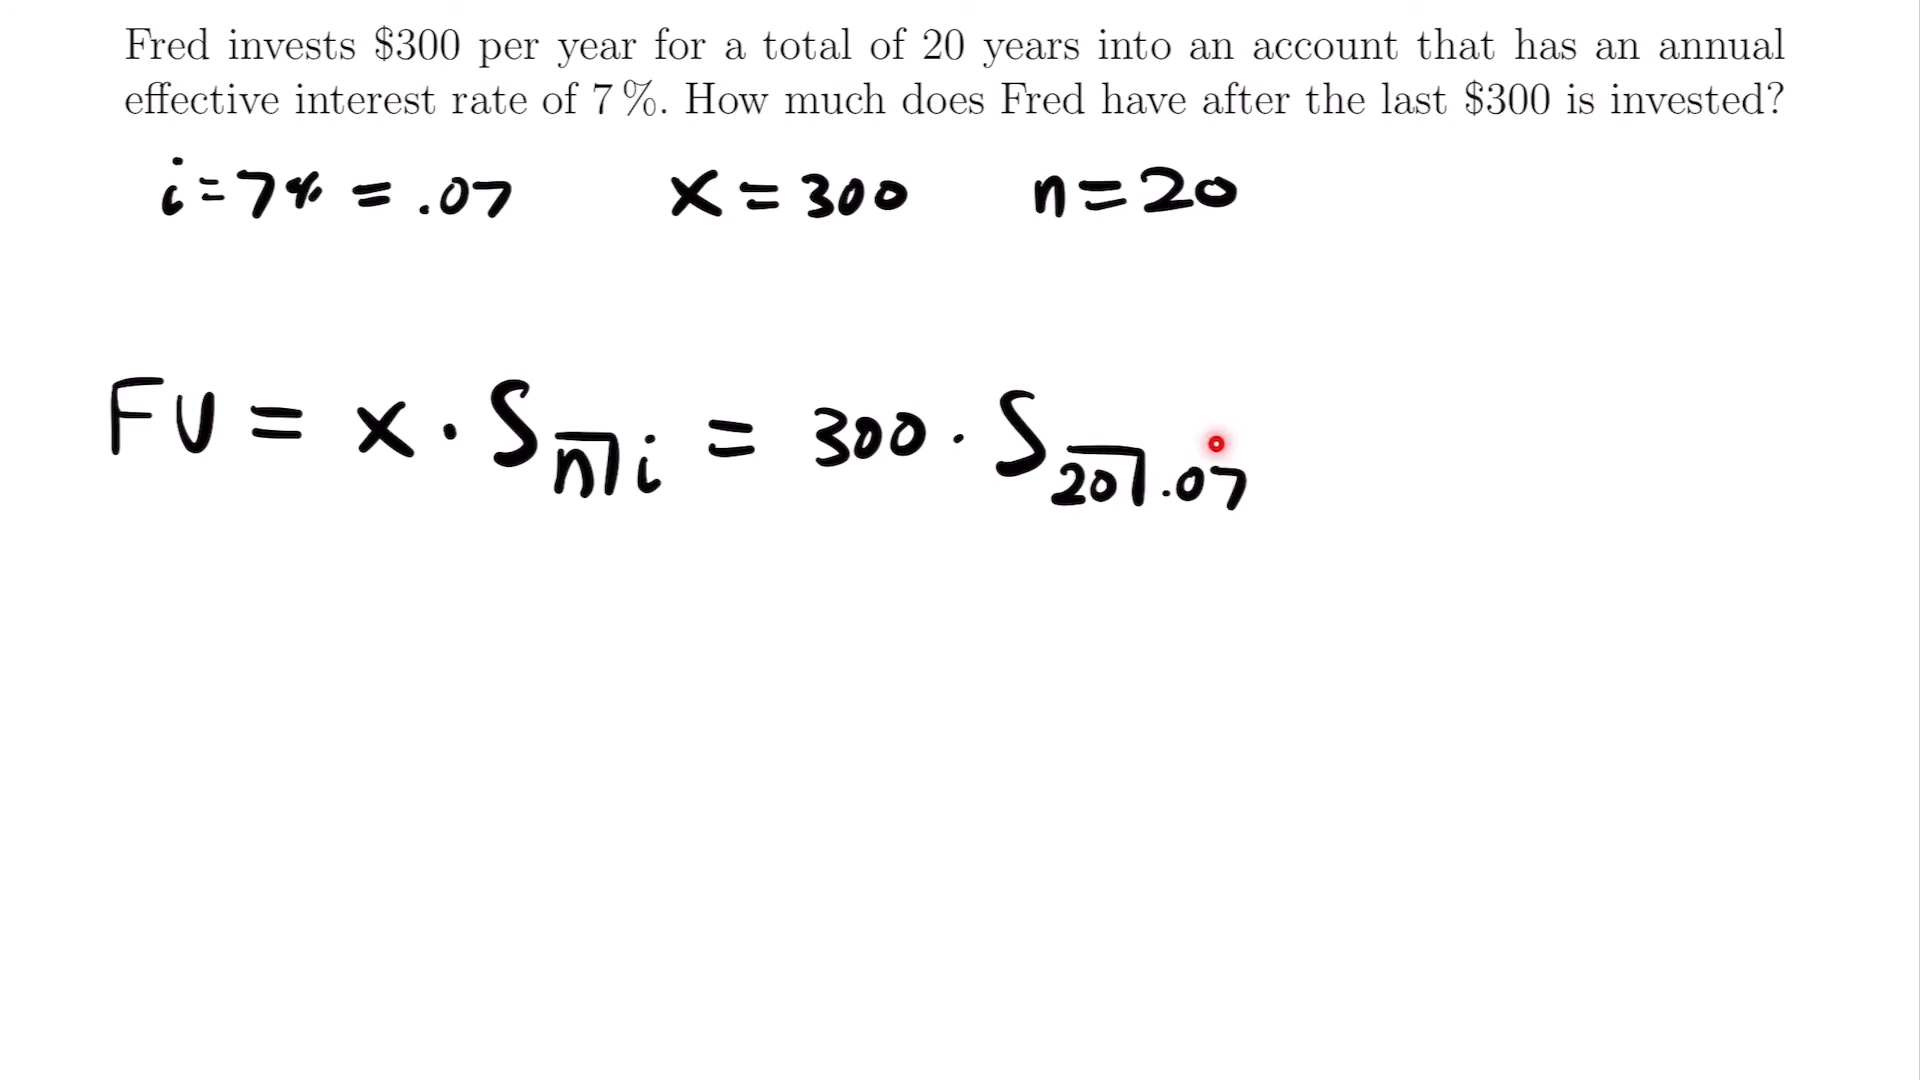 Fred invests $300 per year for a total of 20 years into an account that has an annual
effective interest rate of 7 %. How much does Fred have after the last $300 is invested?
i = 7% = .07 x = 300 n = 20
FV = x · S n̅| i = 300 · S 2̅0̅| .07